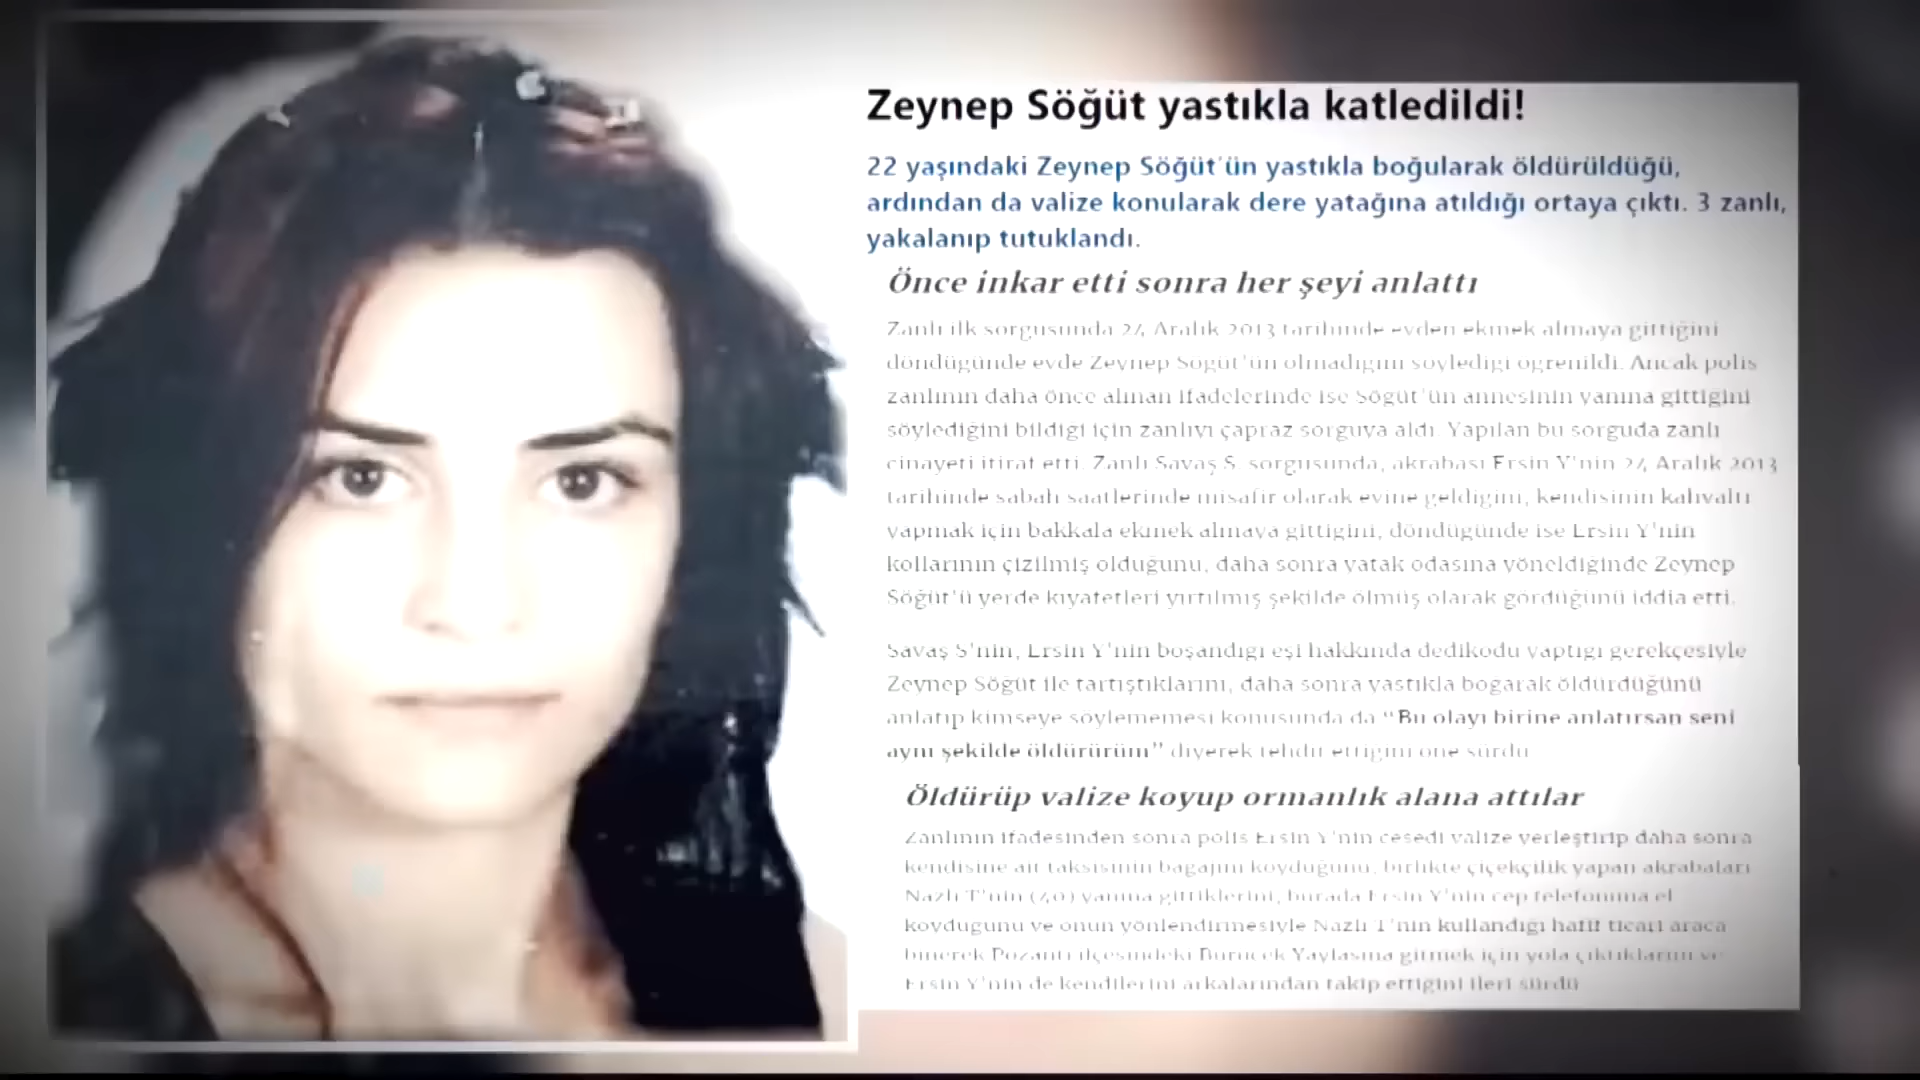 Zeynep Söğüt yastıkla katledildi!
22 yaşındaki Zeynep Söğüt'ün yastıkla boğularak öldürüldüğü,
ardından da valize konularak dere yatağına atıldığı ortaya çıktı. 3 zanlı,
yakalanıp tutuklandı.
Önce inkar etti sonra her şeyi anlattı
Zanlı ilk sorgusunda 24 Aralık 2013 tarihinde evden ekmek almaya gittiğini
döndüğünde evde Zeynep Söğüt'ün olmadığını söylediği öğrenildi. Ancak polis
zanlının daha önce alınan ifadelerinde ise Söğüt'ün annesinin yanına gittiğini
söylediğini bildiği için zanlıyı çapraz sorguya aldı. Yapılan bu sorguda zanlı
cinayeti itiraf etti. Zanlı Savaş S. sorgusunda, akrabası Ersin Y'nin 24 Aralık 2013
tarihinde sabah saatlerinde misafir olarak evine geldiğini, kendisinin kahvaltı
yapmak için bakkala ekmek almaya gittiğini, döndüğünde ise Ersin Y'nin
kollarının çizilmiş olduğunu, daha sonra yatak odasına yöneldiğinde Zeynep
Söğüt'ü yerde kıyafetleri yırtılmış şekilde ölmüş olarak gördüğünü iddia etti.
Savaş S'nin, Ersin Y'nin boşandığı eşi hakkında dedikodu yaptığı gerekçesiyle
Zeynep Söğüt ile tartıştıklarını, daha sonra yastıkla boğarak öldürdüğünü
anlatıp kimseye söylememesi konusunda da "Bu olayı birine anlatırsan seni
aynı şekilde öldürürüm" diyerek tehdit ettiğini öne sürdü
Öldürüp valize koyup ormanlık alana attılar
Zanlının ifadesinden sonra polis Ersin Y'nin cesedi valize yerleştirip daha sonra
kendisine ait taksisinin bagajını koyduğunu, birlikte çiçekçilik yapan akrabaları
Nazlı T'nin (40) yanına gittiklerini, burada Ersin Y'nin cep telefonuna el
koyduğunu ve onun yönlendirmesiyle Nazlı T'nin kullandığı hafif ticari araca
binerek Pozantı ilçesindeki Bürücek Yaylasına gitmek için yola çıktıklarını ve
Ersin Y'nin de kendilerini arkalarından takip ettiğini ileri sürdü